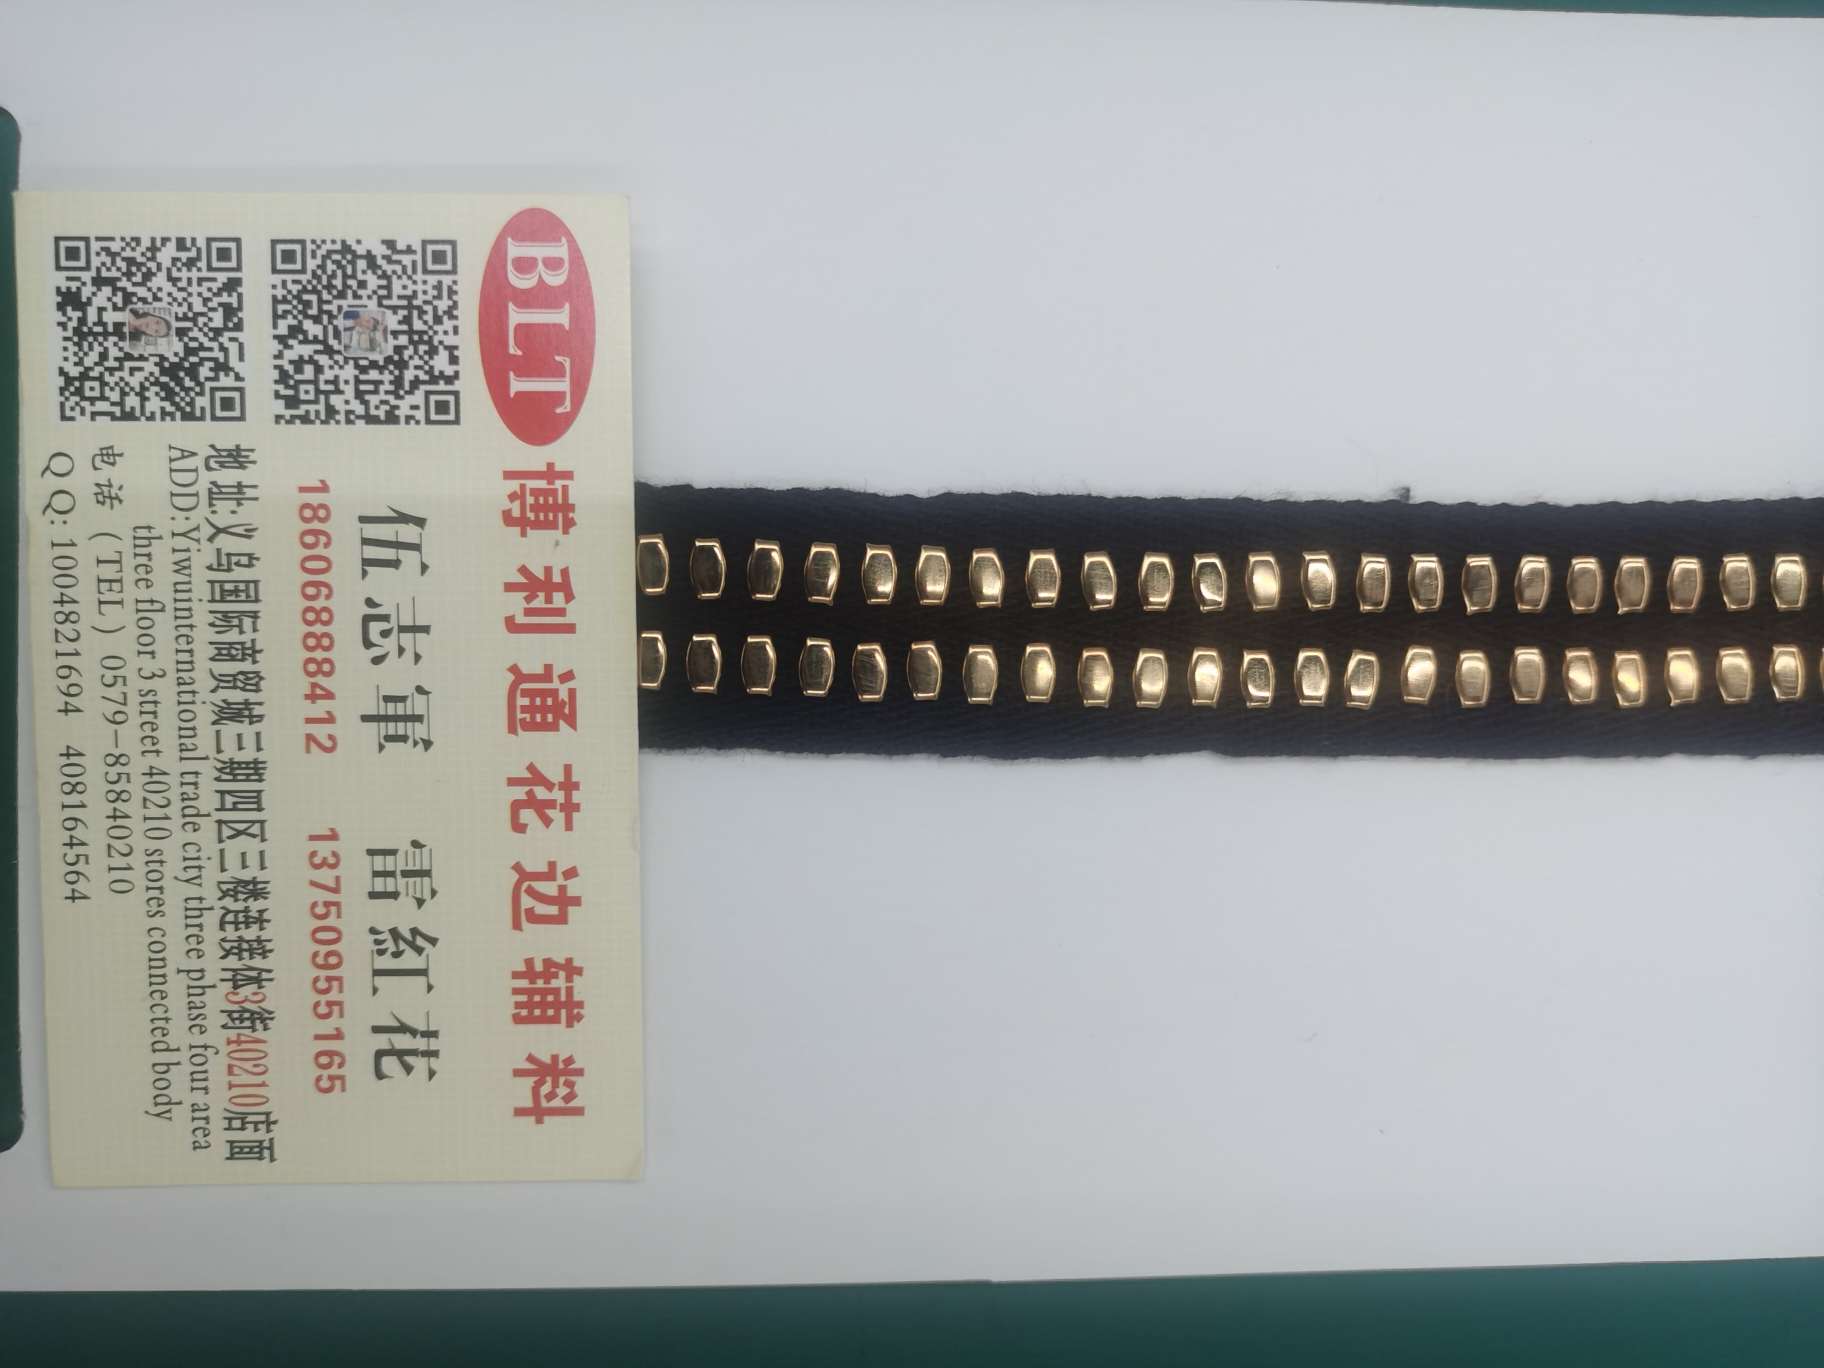 BLT 博利通花边辅料
伍志軍 雷紅花
18606888412 13750955165
地址:义乌国际商贸城三期四区三楼连接体3街40210店面
ADD:Yiwuinternational trade city three phase four area
three floor 3 street 40210 stores connected body
电话(TEL)0579-85840210
QQ:1004821694 408164564